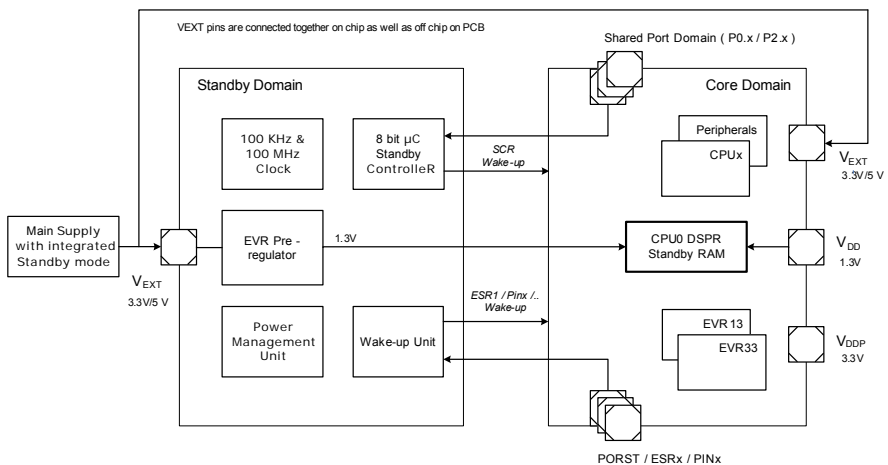 VEXT pins are connected together on chip as well as off chip on PCB
Shared Port Domain ( P0.x / P2.x )
Standby Domain
Core Domain
100 KHz &
100 MHz
Clock
8 bit µC
Standby
ControlleR
SCR
Wake-up
Peripherals
CPUx
VEXT
3.3V/5 V
Main Supply
with integrated
Standby mode
VEXT
3.3V/5 V
EVR Pre -
regulator
1.3V
CPU0 DSPR
Standby RAM
VDD
1.3V
Power
Management
Unit
Wake-up Unit
ESR1 / Pinx /..
Wake-up
EVR 13
EVR33
VDDP
3.3V
PORST / ESRx / PINx